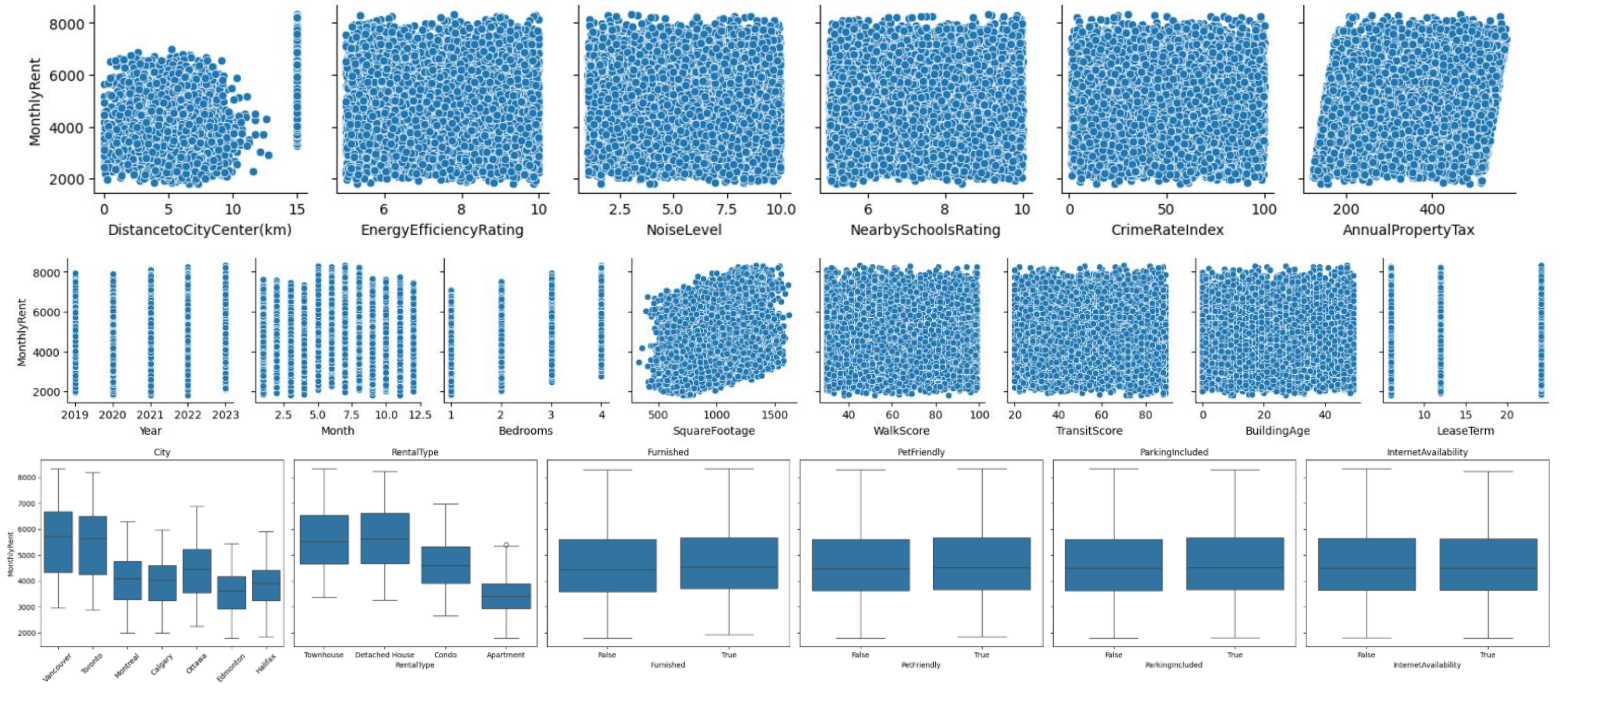 MonthlyRent
8000
6000
4000
2000
0 5 10 15
6 8 10
2.5 5.0 7.5 10.0
6 8 10
0 50 100
200 400
DistancetoCityCenter(km)
EnergyEfficiencyRating
NoiseLevel
NearbySchoolsRating
CrimeRateIndex
AnnualPropertyTax
MonthlyRent
8000
6000
4000
2000
2019 2020 2021 2022 2023
2.5 5.0 7.5 10.0 12.5
1 2 3 4
500 1000 1500
40 60 80 100
20 40 60 80
0 20 40
10 15 20
Year
Month
Bedrooms
SquareFootage
WalkScore
TransitScore
BuildingAge
LeaseTerm
City
RentalType
Furnished
PetFriendly
ParkingIncluded
InternetAvailability
MonthlyRent
8000
7000
6000
5000
4000
3000
2000
Vancouver
Toronto
Montreal
Calgary
Ottawa
Edmonton
Halifax
Townhouse Detached House Condo Apartment
RentalType
False True
Furnished
False True
PetFriendly
False True
ParkingIncluded
False True
InternetAvailability